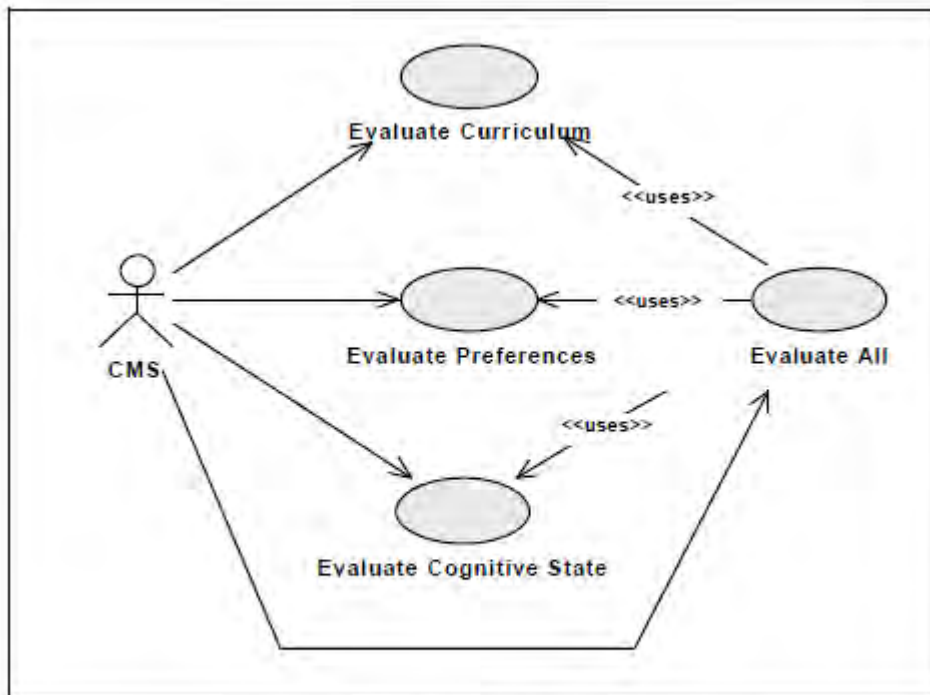 Evaluate Curriculum
<<uses>>
<<uses>>
Evaluate Preferences
Evaluate All
CMS
<<uses>>
Evaluate Cognitive State